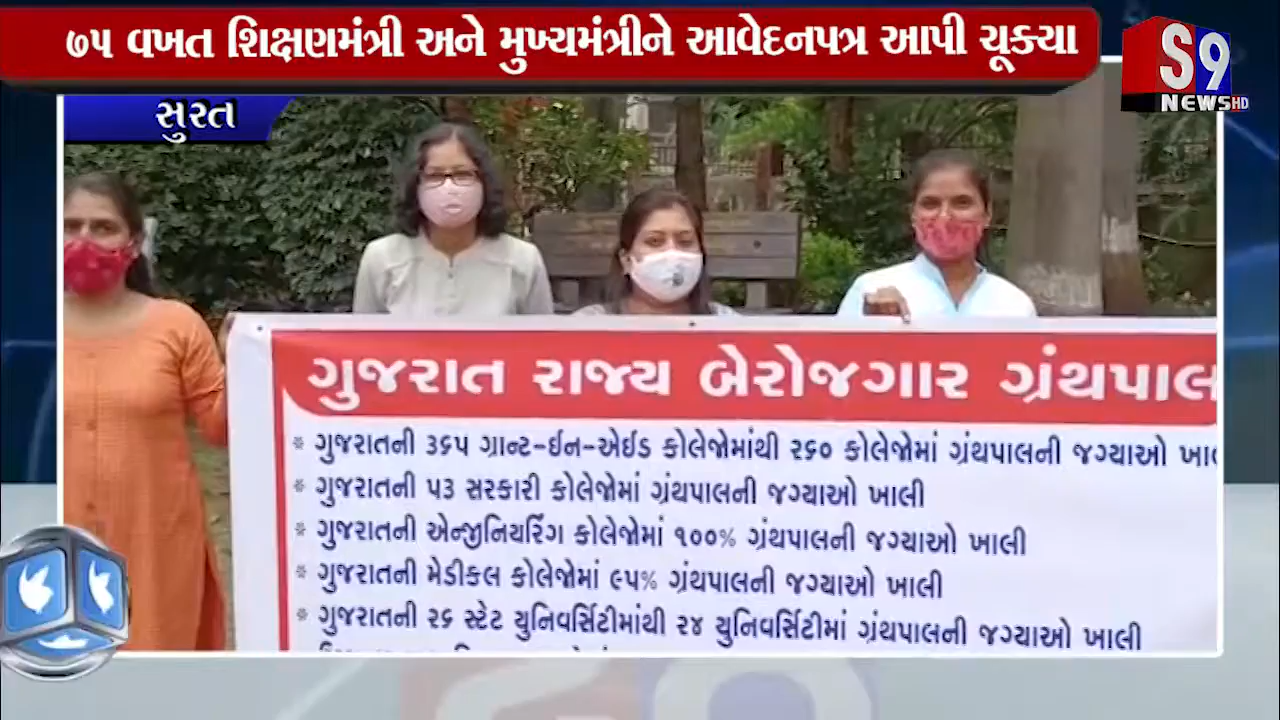 ૭૫ વખત શિક્ષણમંત્રી અને મુખ્યમંત્રીને આવેદનપત્ર આપી ચૂક્યા
S9
NEWS HD
સુરત
ગુજરાત રાજ્ય બેરોજગાર ગ્રંથપાલ
* ગુજરાતની ૩૬૫ ગ્રાન્ટ-ઈન-એઈડ કોલેજોમાંથી ૨૬૦ કોલેજોમાં ગ્રંથપાલની જગ્યાઓ
* ગુજરાતની ૫૩ સરકારી કોલેજોમાં ગ્રંથપાલની જગ્યાઓ ખાલી
* ગુજરાતની એન્જીનિયરિંગ કોલેજોમાં ૧૦૦% ગ્રંથપાલની જગ્યાઓ ખાલી
* ગુજરાતની મેડીકલ કોલેજોમાં ૯૫% ગ્રંથપાલની જગ્યાઓ ખાલી
* ગુજરાતની ૨૬ સ્ટેટ યુનિવર્સિટીમાંથી ૨૪ યુનિવર્સિટીમાં ગ્રંથપાલની જગ્યાઓ ખાલી